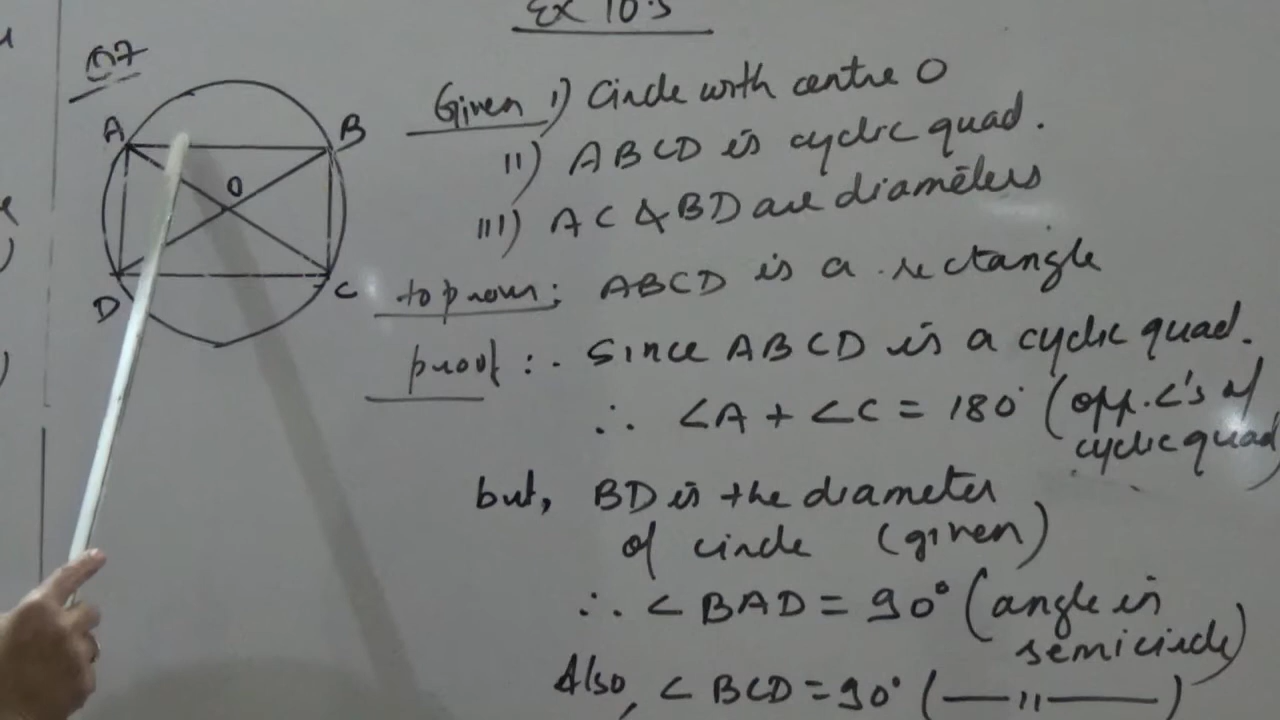 Ex 10.5
Q7
A
B
O
D
C
Given i) Circle with centre O
ii) ABCD is cyclic quad.
iii) AC & BD are diameters
to prove: ABCD is a rectangle
proof :. Since ABCD is a cyclic quad.
∴ ∠A + ∠C = 180° (opp. ∠'s of
cyclic quad
but, BD is the diameter
of circle (given)
∴ ∠BAD = 90° (angle in
semicircle)
Also, ∠BCD = 90° (—— " ——)